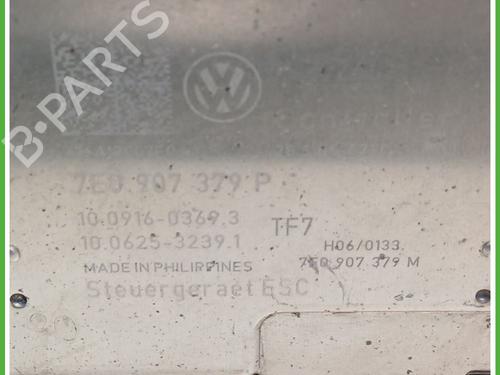 B-PARTS
7E0 907 379 P
10.0916-0369.3
TF7
10.0625-3239.1
H06/0133
MADE IN PHILIPPINES
7E0 907 379 M
Steuergeraet ESC